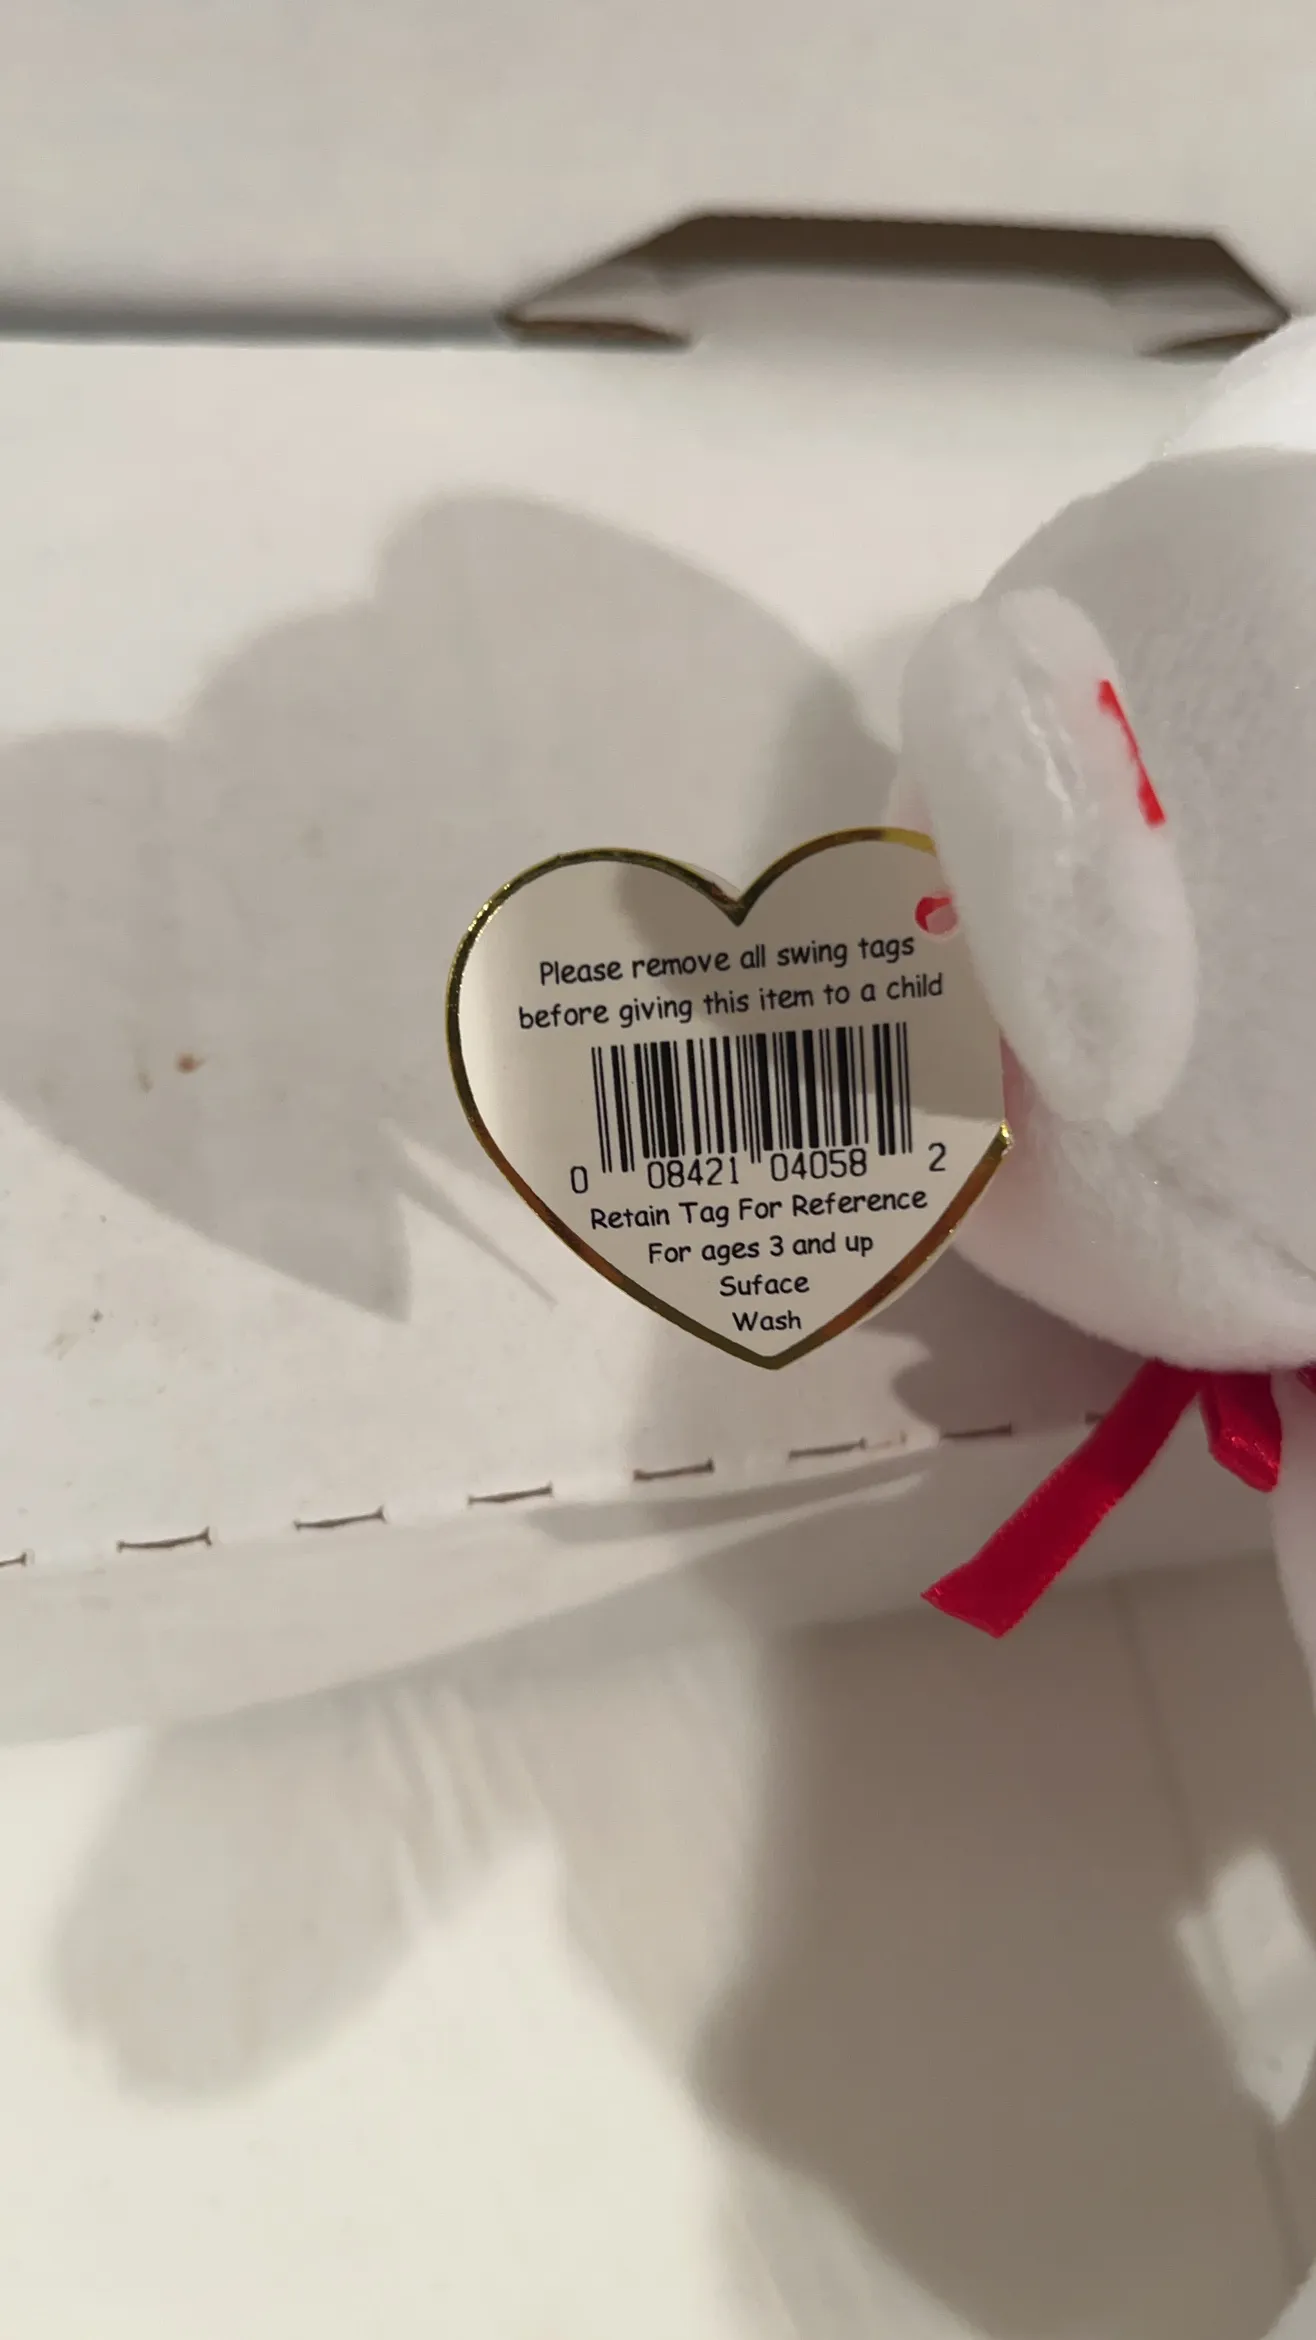 Please remove all swing tags
before giving this item to a child
0 08421 04058 2
Retain Tag For Reference
For ages 3 and up
Suface
Wash